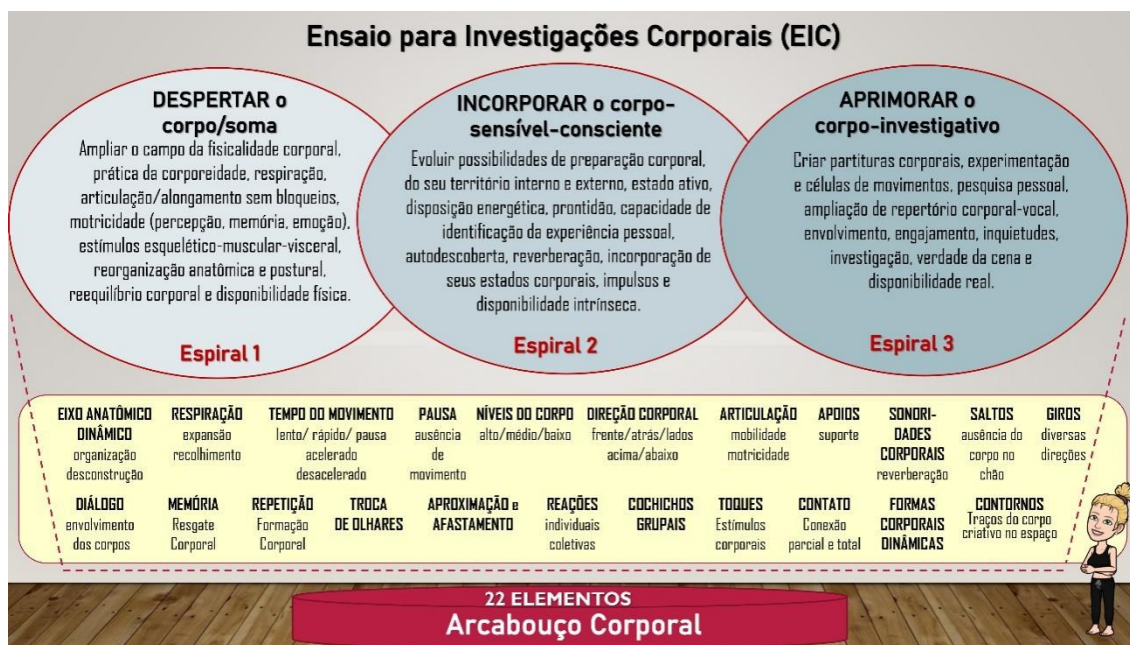 Ensaio para Investigações Corporais (EIC)
DESPERTAR o
corpo/soma
Ampliar o campo da fisicalidade corporal,
prática da corporeidade, respiração,
articulação/alongamento sem bloqueios,
motricidade (percepção, memória, emoção),
estímulos esquelético-muscular-visceral,
reorganização anatômica e postural,
reequilíbrio corporal e disponibilidade física.
Espiral 1
INCORPORAR o corpo-
sensível-consciente
Evoluir possibilidades de preparação corporal,
do seu território interno e externo, estado ativo,
disposição energética, prontidão, capacidade de
identificação da experiência pessoal,
autodescoberta, reverberação, incorporação de
seus estados corporais, impulsos e
disponibilidade intrínseca.
Espiral 2
APRIMORAR o
corpo-investigativo
Criar partituras corporais, experimentação
e células de movimentos, pesquisa pessoal,
ampliação de repertório corporal-vocal,
envolvimento, engajamento, inquietudes,
investigação, verdade da cena e
disponibilidade real.
Espiral 3
EIXO ANATÔMICO
DINÂMICO
organização
desconstrução
RESPIRAÇÃO
expansão
recolhimento
TEMPO DO MOVIMENTO
lento/ rápido/ pausa
acelerado
desacelerado
PAUSA
ausência
de
movimento
NÍVEIS DO CORPO
alto/médio/baixo
DIREÇÃO CORPORAL
frente/atrás/lados
acima/abaixo
ARTICULAÇÃO
mobilidade
motricidade
APOIOS
suporte
SONORI-
DADES
CORPORAIS
reverberação
SALTOS
ausência do
corpo no
chão
GIROS
diversas
direções
DIÁLOGO
envolvimento
dos corpos
MEMÓRIA
Resgate
Corporal
REPETIÇÃO
Formação
Corporal
TROCA
DE OLHARES
APROXIMAÇÃO e
AFASTAMENTO
REAÇÕES
individuais
coletivas
COCHICHOS
GRUPAIS
TOQUES
Estímulos
corporais
CONTATO
Conexão
parcial e total
FORMAS
CORPORAIS
DINÂMICAS
CONTORNOS
Traços do corpo
criativo no espaço
22 ELEMENTOS
Arcabouço Corporal